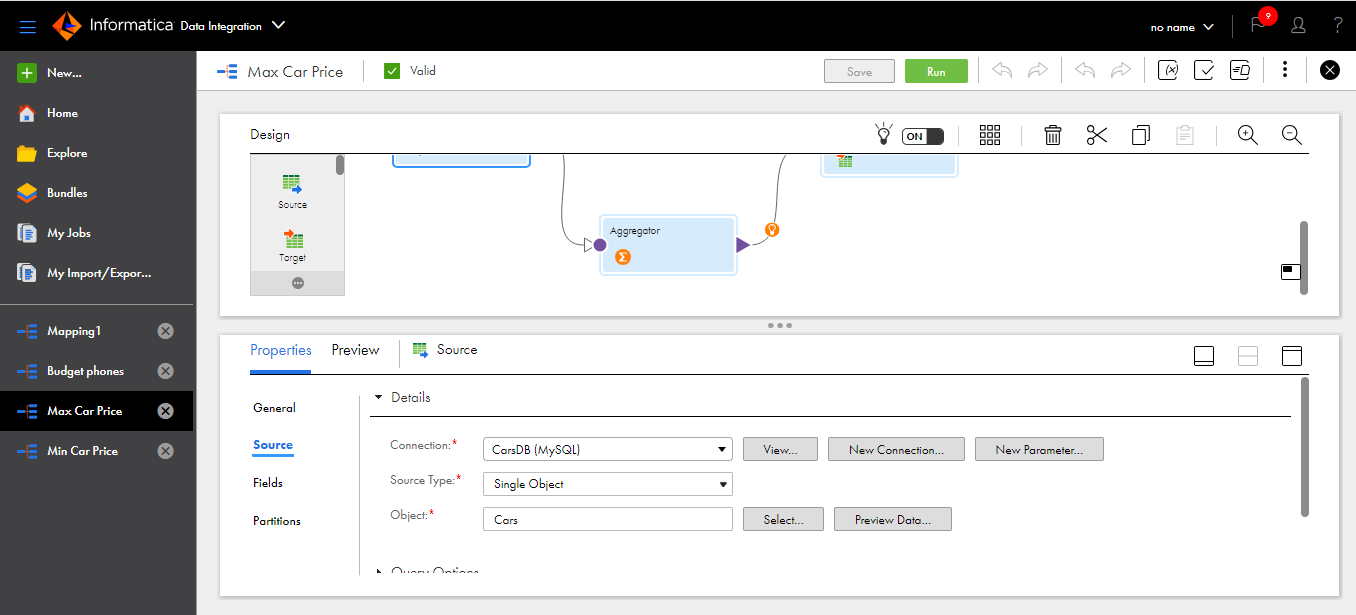 Informatica Data Integration
no name
9
?
New...
Home
Explore
Bundles
My Jobs
My Import/Expor...
Mapping1
Budget phones
Max Car Price
Min Car Price
Max Car Price
Valid
Save
Run
(x)
Design
ON
Source
Target
Aggregator
Σ
Properties
Preview
Source
General
Source
Fields
Partitions
Details
Connection:*
CarsDB (MySQL)
View...
New Connection...
New Parameter...
Source Type:*
Single Object
Object:*
Cars
Select...
Preview Data...
Query Options